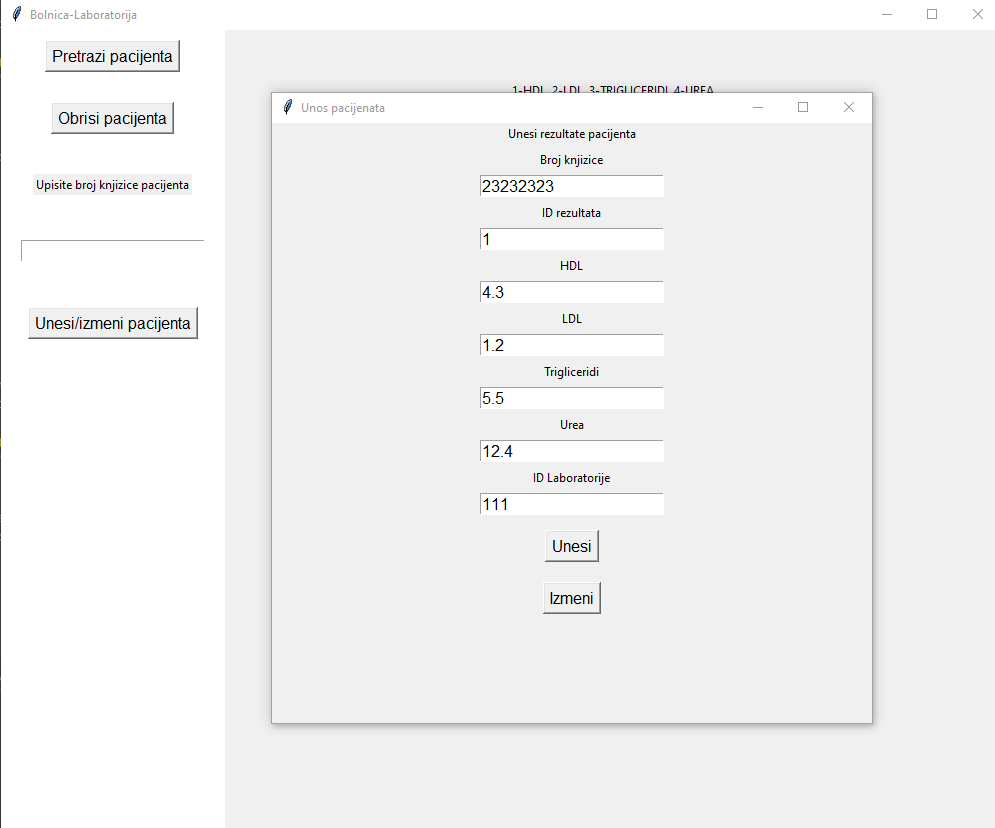 Bolnica-Laboratorija
Pretrazi pacijenta
Obrisi pacijenta
Upisite broj knjizice pacijenta
Unesi/izmeni pacijenta
1-HDL 2-LDL 3-TRIGLICERIDI 4-UREA
Unos pacijenata
Unesi rezultate pacijenta
Broj knjizice
23232323
ID rezultata
1
HDL
4.3
LDL
1.2
Trigliceridi
5.5
Urea
12.4
ID Laboratorije
111
Unesi
Izmeni